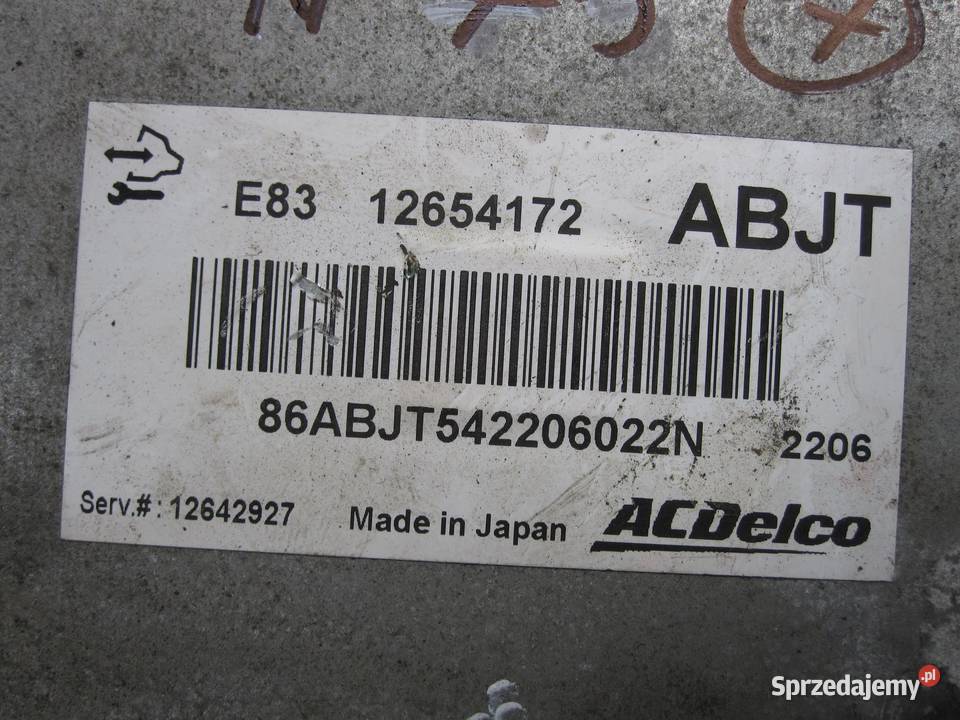 E83 12654172 ABJT
86ABJT542206022N 2206
Serv.#: 12642927 Made in Japan ACDelco
Sprzedajemy.pl